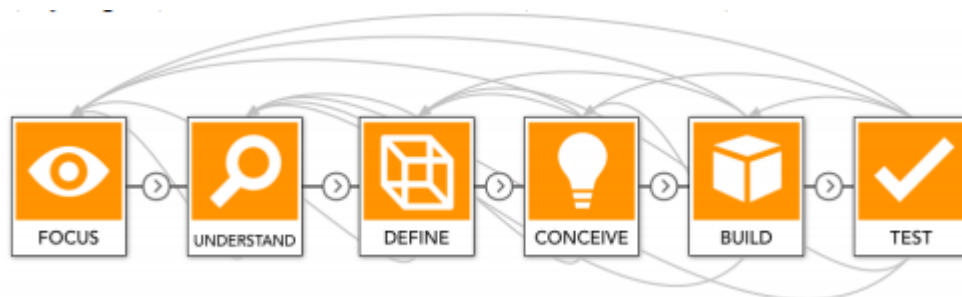 FOCUS
UNDERSTAND
DEFINE
CONCEIVE
BUILD
TEST